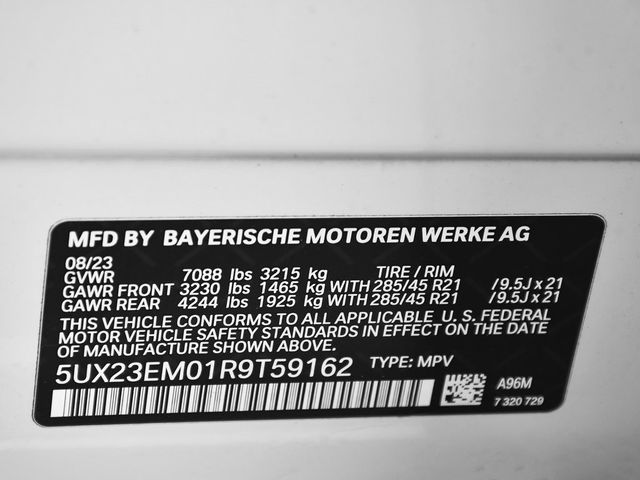 MFD BY BAYERISCHE MOTOREN WERKE AG
08/23
GVWR 7088 lbs 3215 kg TIRE / RIM
GAWR FRONT 3230 lbs 1465 kg WITH 285/45 R21 /9.5J x 21
GAWR REAR 4244 lbs 1925 kg WITH 285/45 R21 /9.5J x 21
THIS VEHICLE CONFORMS TO ALL APPLICABLE U. S. FEDERAL
MOTOR VEHICLE SAFETY STANDARDS IN EFFECT ON THE DATE
OF MANUFACTURE SHOWN ABOVE.
5UX23EM01R9T59162 TYPE: MPV
A96M
7 320 729